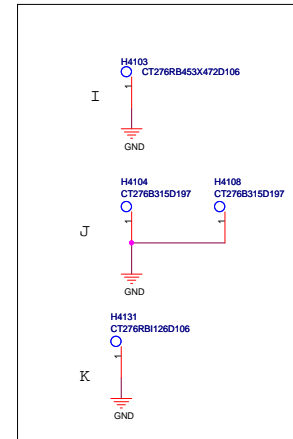 H4103
CT276RB453X472D106
I
1
GND
H4104 H4108
CT276B315D197 CT276B315D197
1 1
J
GND
H4131
CT276RBI126D106
1
K
GND